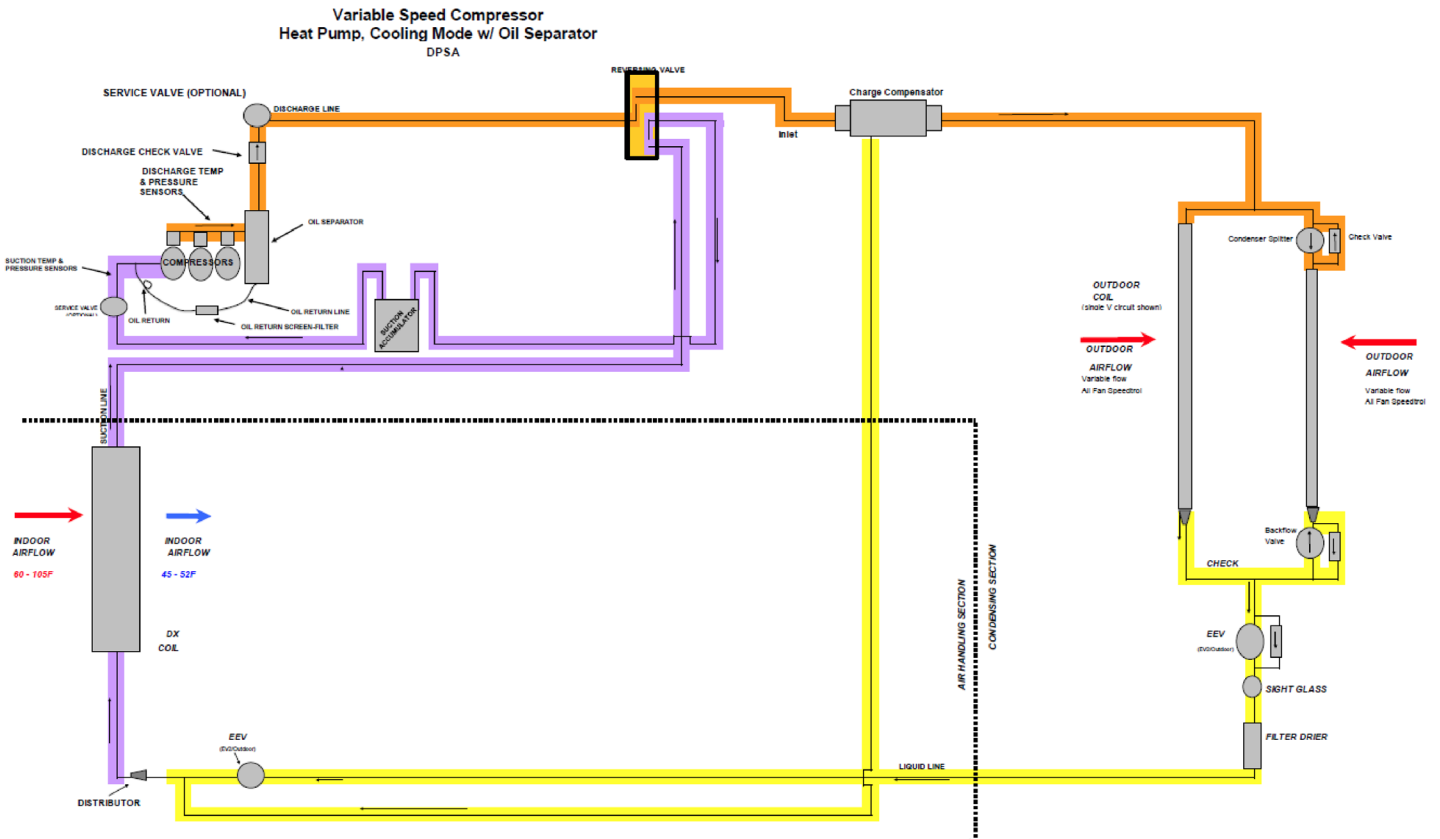 Variable Speed Compressor
Heat Pump, Cooling Mode w/ Oil Separator
DPSA
REVERSING VALVE
SERVICE VALVE (OPTIONAL)
DISCHARGE LINE
Charge Compensator
Inlet
DISCHARGE CHECK VALVE
DISCHARGE TEMP
& PRESSURE
SENSORS
OIL SEPARATOR
SUCTION TEMP &
PRESSURE SENSORS
COMPRESSORS
SERVICE VALVE
(OPTIONAL)
OIL RETURN
OIL RETURN LINE
OIL RETURN SCREEN-FILTER
SUCTION
ACCUMULATOR
Condenser Splitter
Check Valve
OUTDOOR
COIL
(single V circuit shown)
OUTDOOR
AIRFLOW
Variable flow
All Fan Speedtrol
OUTDOOR
AIRFLOW
Variable flow
All Fan Speedtrol
SUCTION LINE
INDOOR
AIRFLOW
60 - 105F
INDOOR
AIRFLOW
45 - 52F
DX
COIL
AIR HANDLING SECTION
CONDENSING SECTION
Backflow
Valve
CHECK
EEV
(EV2/Outdoor)
SIGHT GLASS
FILTER DRIER
EEV
(EV2/Outdoor)
LIQUID LINE
DISTRIBUTOR